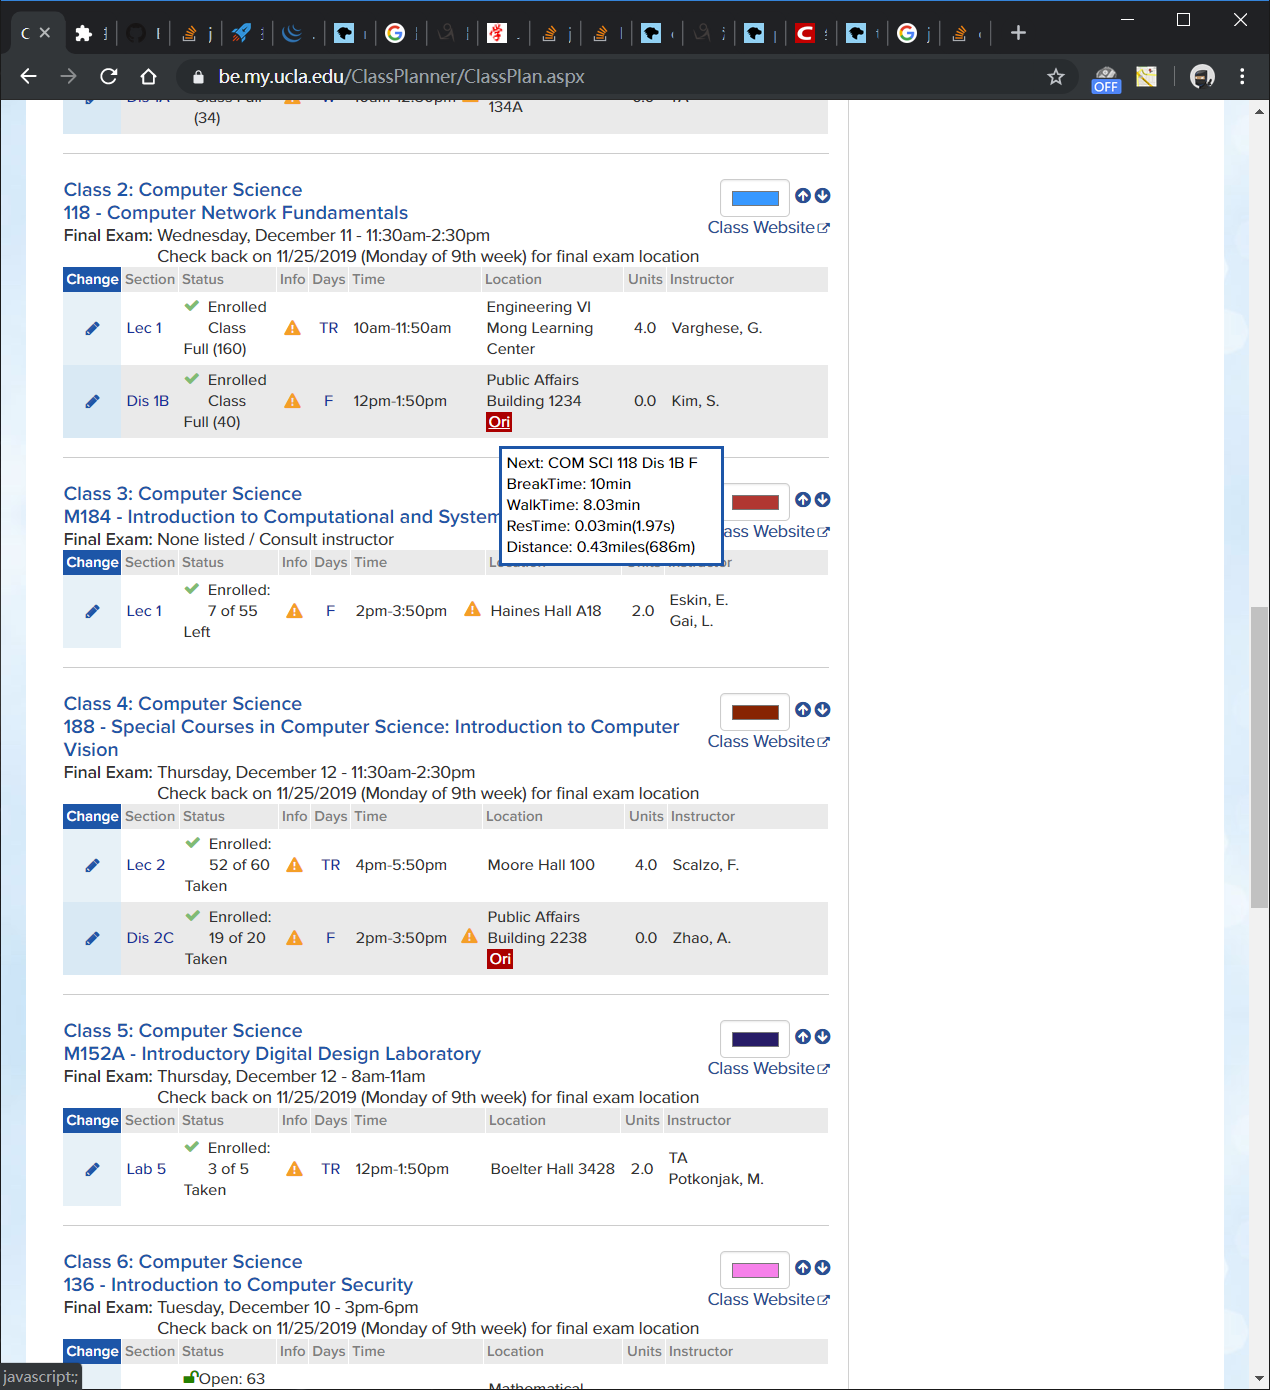 be.my.ucla.edu/ClassPlanner/ClassPlan.aspx
OFF
(34)
134A
Class 2: Computer Science
118 - Computer Network Fundamentals
Class Website
Final Exam: Wednesday, December 11 - 11:30am-2:30pm
Check back on 11/25/2019 (Monday of 9th week) for final exam location
Change Section Status Info Days Time Location Units Instructor
Enrolled Engineering VI
Lec 1 Class TR 10am-11:50am Mong Learning 4.0 Varghese, G.
Full (160) Center
Enrolled Public Affairs
Dis 1B Class F 12pm-1:50pm Building 1234 0.0 Kim, S.
Full (40) Ori
Next: COM SCI 118 Dis 1B F
BreakTime: 10min
WalkTime: 8.03min
ResTime: 0.03min(1.97s)
Distance: 0.43miles(686m)
Class 3: Computer Science
M184 - Introduction to Computational and System
ass Website
Final Exam: None listed / Consult instructor
Change Section Status Info Days Time Location Units Instructor
Enrolled: Eskin, E.
Lec 1 7 of 55 F 2pm-3:50pm Haines Hall A18 2.0
Left Gai, L.
Class 4: Computer Science
188 - Special Courses in Computer Science: Introduction to Computer
Vision
Class Website
Final Exam: Thursday, December 12 - 11:30am-2:30pm
Check back on 11/25/2019 (Monday of 9th week) for final exam location
Change Section Status Info Days Time Location Units Instructor
Enrolled:
Lec 2 52 of 60 TR 4pm-5:50pm Moore Hall 100 4.0 Scalzo, F.
Taken
Enrolled: Public Affairs
Dis 2C 19 of 20 F 2pm-3:50pm Building 2238 0.0 Zhao, A.
Taken Ori
Class 5: Computer Science
M152A - Introductory Digital Design Laboratory
Class Website
Final Exam: Thursday, December 12 - 8am-11am
Check back on 11/25/2019 (Monday of 9th week) for final exam location
Change Section Status Info Days Time Location Units Instructor
Enrolled: TA
Lab 5 3 of 5 TR 12pm-1:50pm Boelter Hall 3428 2.0
Taken Potkonjak, M.
Class 6: Computer Science
136 - Introduction to Computer Security
Class Website
Final Exam: Tuesday, December 10 - 3pm-6pm
Check back on 11/25/2019 (Monday of 9th week) for final exam location
Change Section Status Info Days Time Location Units Instructor
Open: 63 Mathematical
javascript:;